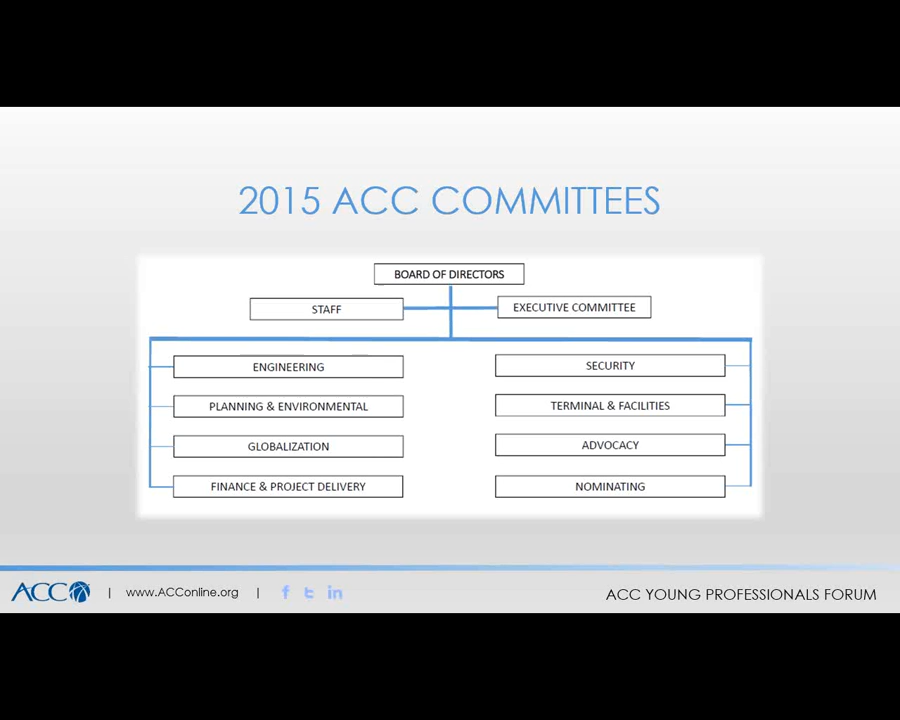 2015 ACC COMMITTEES
BOARD OF DIRECTORS
STAFF
EXECUTIVE COMMITTEE
ENGINEERING
SECURITY
PLANNING & ENVIRONMENTAL
TERMINAL & FACILITIES
GLOBALIZATION
ADVOCACY
FINANCE & PROJECT DELIVERY
NOMINATING
ACC | www.ACConline.org | f t in
ACC YOUNG PROFESSIONALS FORUM